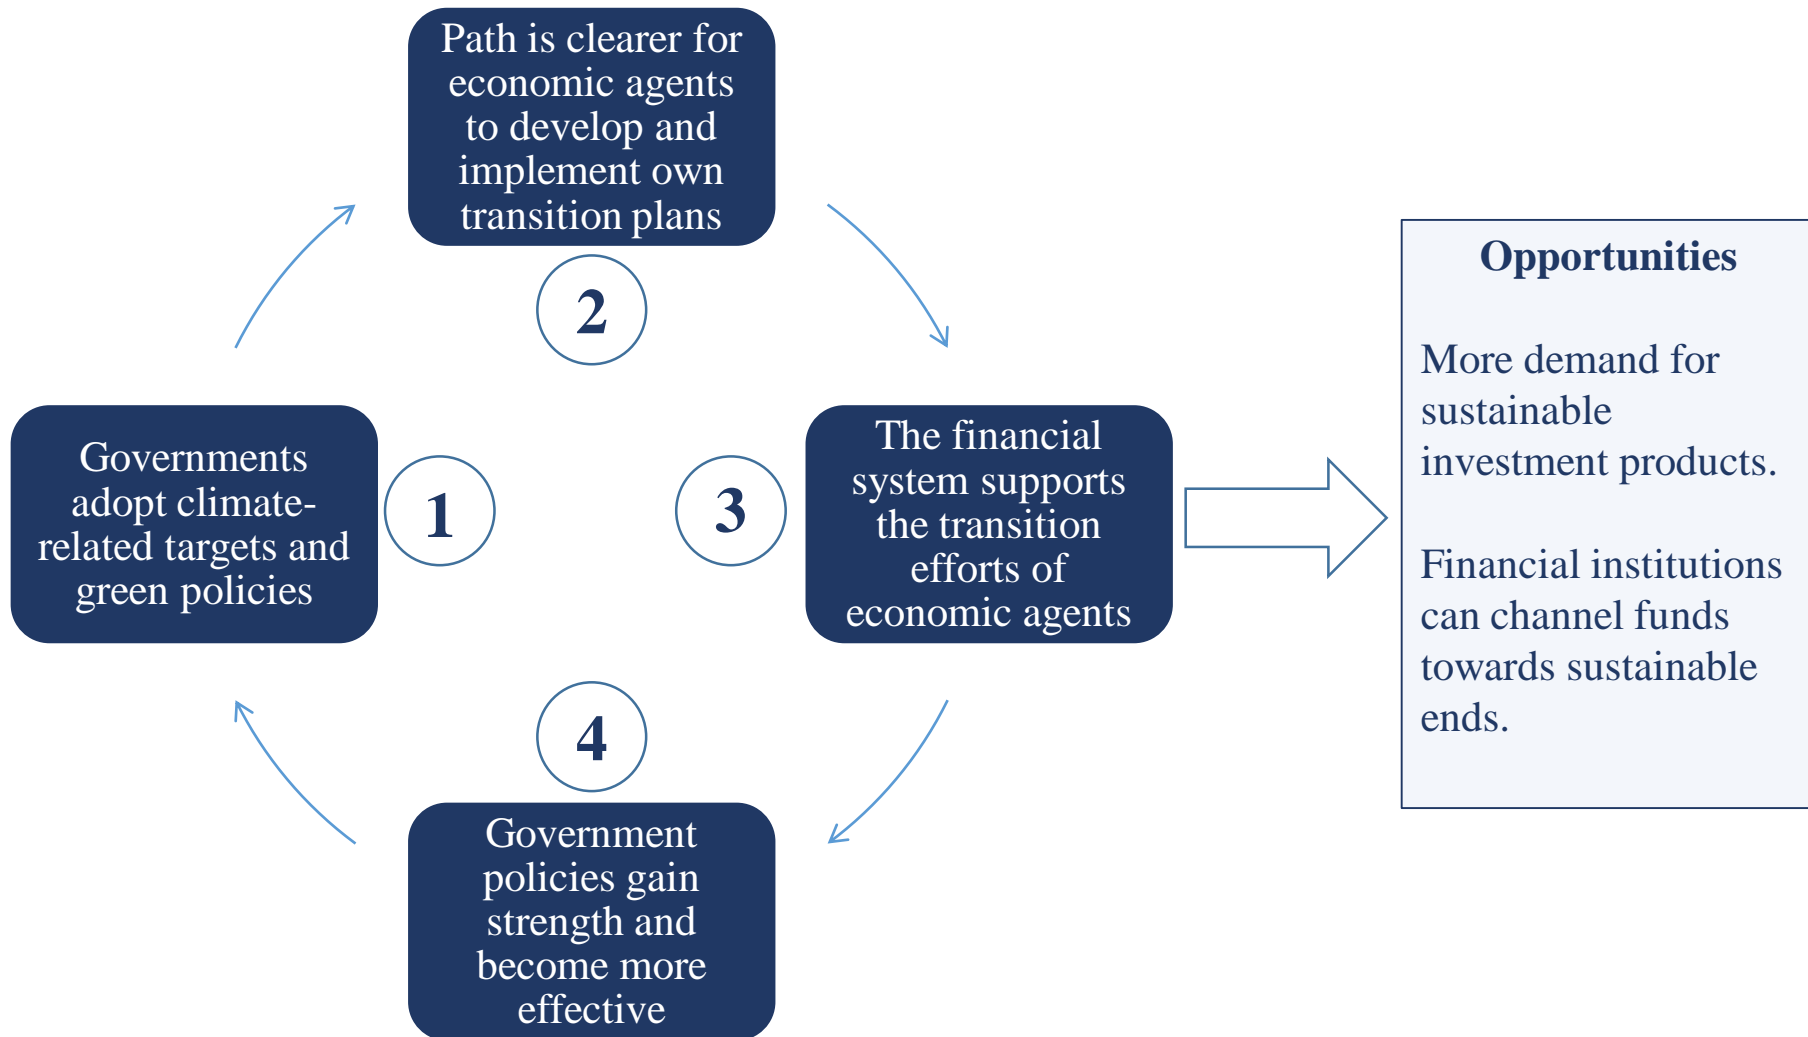 Path is clearer for
economic agents
to develop and
implement own
transition plans
2
Governments
adopt climate-
related targets and
green policies
1
3
The financial
system supports
the transition
efforts of
economic agents
4
Government
policies gain
strength and
become more
effective
Opportunities
More demand for
sustainable
investment products.
Financial institutions
can channel funds
towards sustainable
ends.